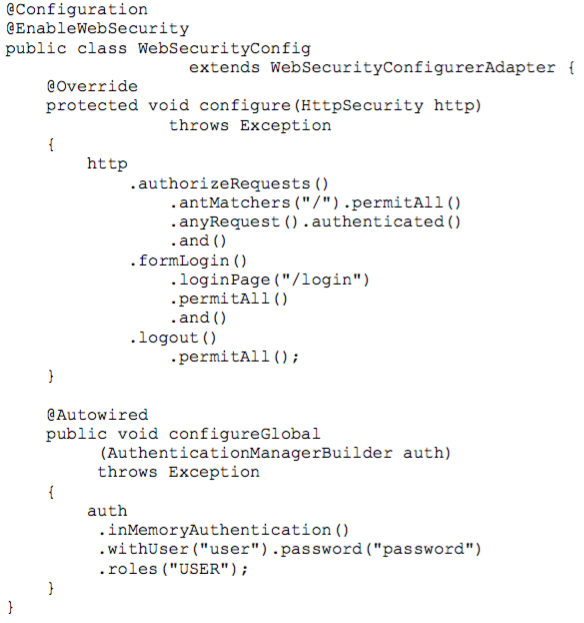 @Configuration
@EnableWebSecurity
public class WebSecurityConfig
                  extends WebSecurityConfigurerAdapter {
    @Override
    protected void configure(HttpSecurity http)
                throws Exception
    {
        http
            .authorizeRequests()
                .antMatchers("/").permitAll()
                .anyRequest().authenticated()
                .and()
            .formLogin()
                .loginPage("/login")
                .permitAll()
                .and()
            .logout()
                .permitAll();
    }

    @Autowired
    public void configureGlobal
         (AuthenticationManagerBuilder auth)
         throws Exception
    {
        auth
         .inMemoryAuthentication()
         .withUser("user").password("password")
         .roles("USER");
    }
}